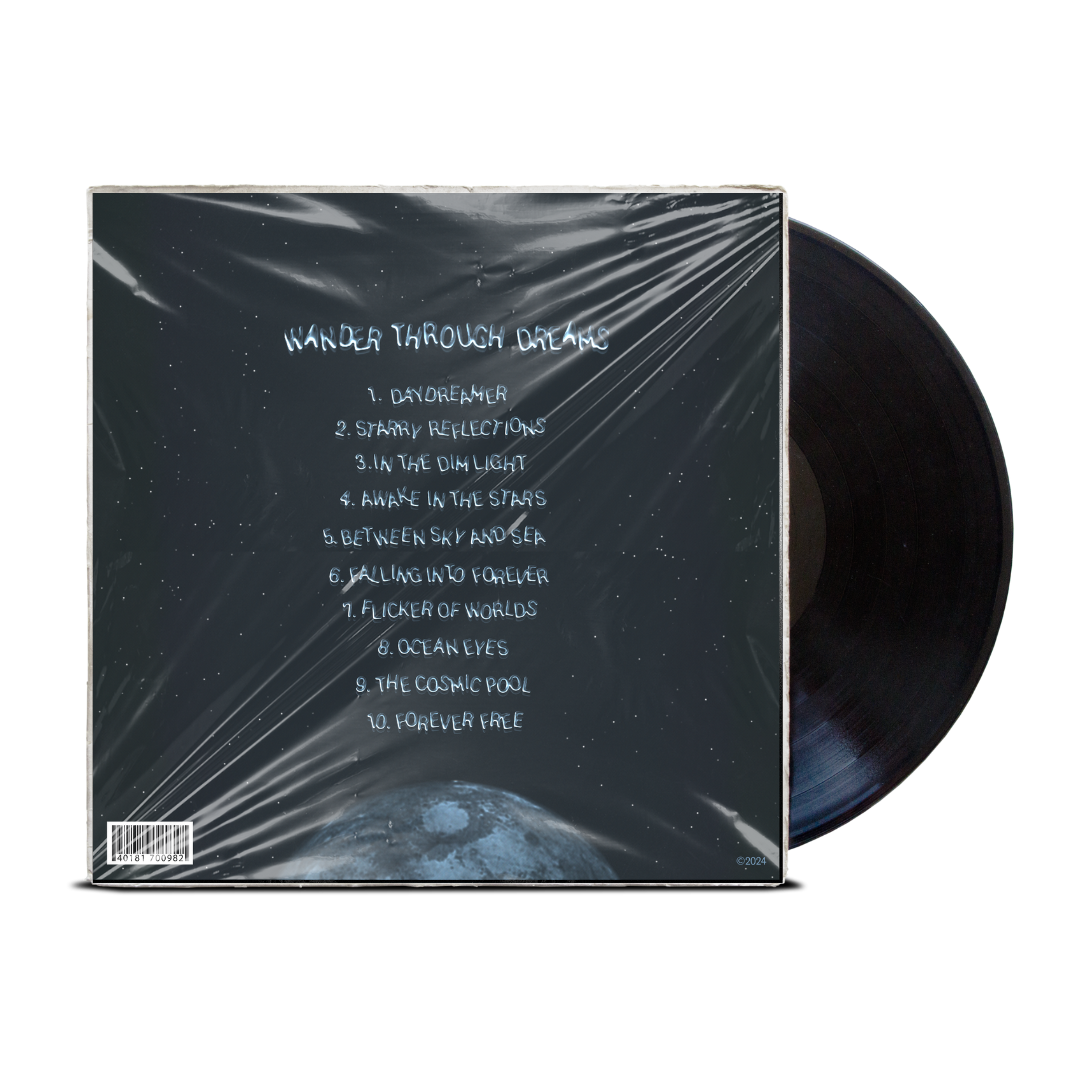 WANDER THROUGH DREAMS
1. DAYDREAMER
2. STARRY REFLECTIONS
3.IN THE DIM LIGHT
4. AWAKE IN THE STARS
5. BETWEEN SKY AND SEA
6. FALLING INTO FOREVER
7. FLICKER OF WORLDS
8. OCEAN EYES
9. THE COSMIC POOL
10. FOREVER FREE
40181 700982
©2024